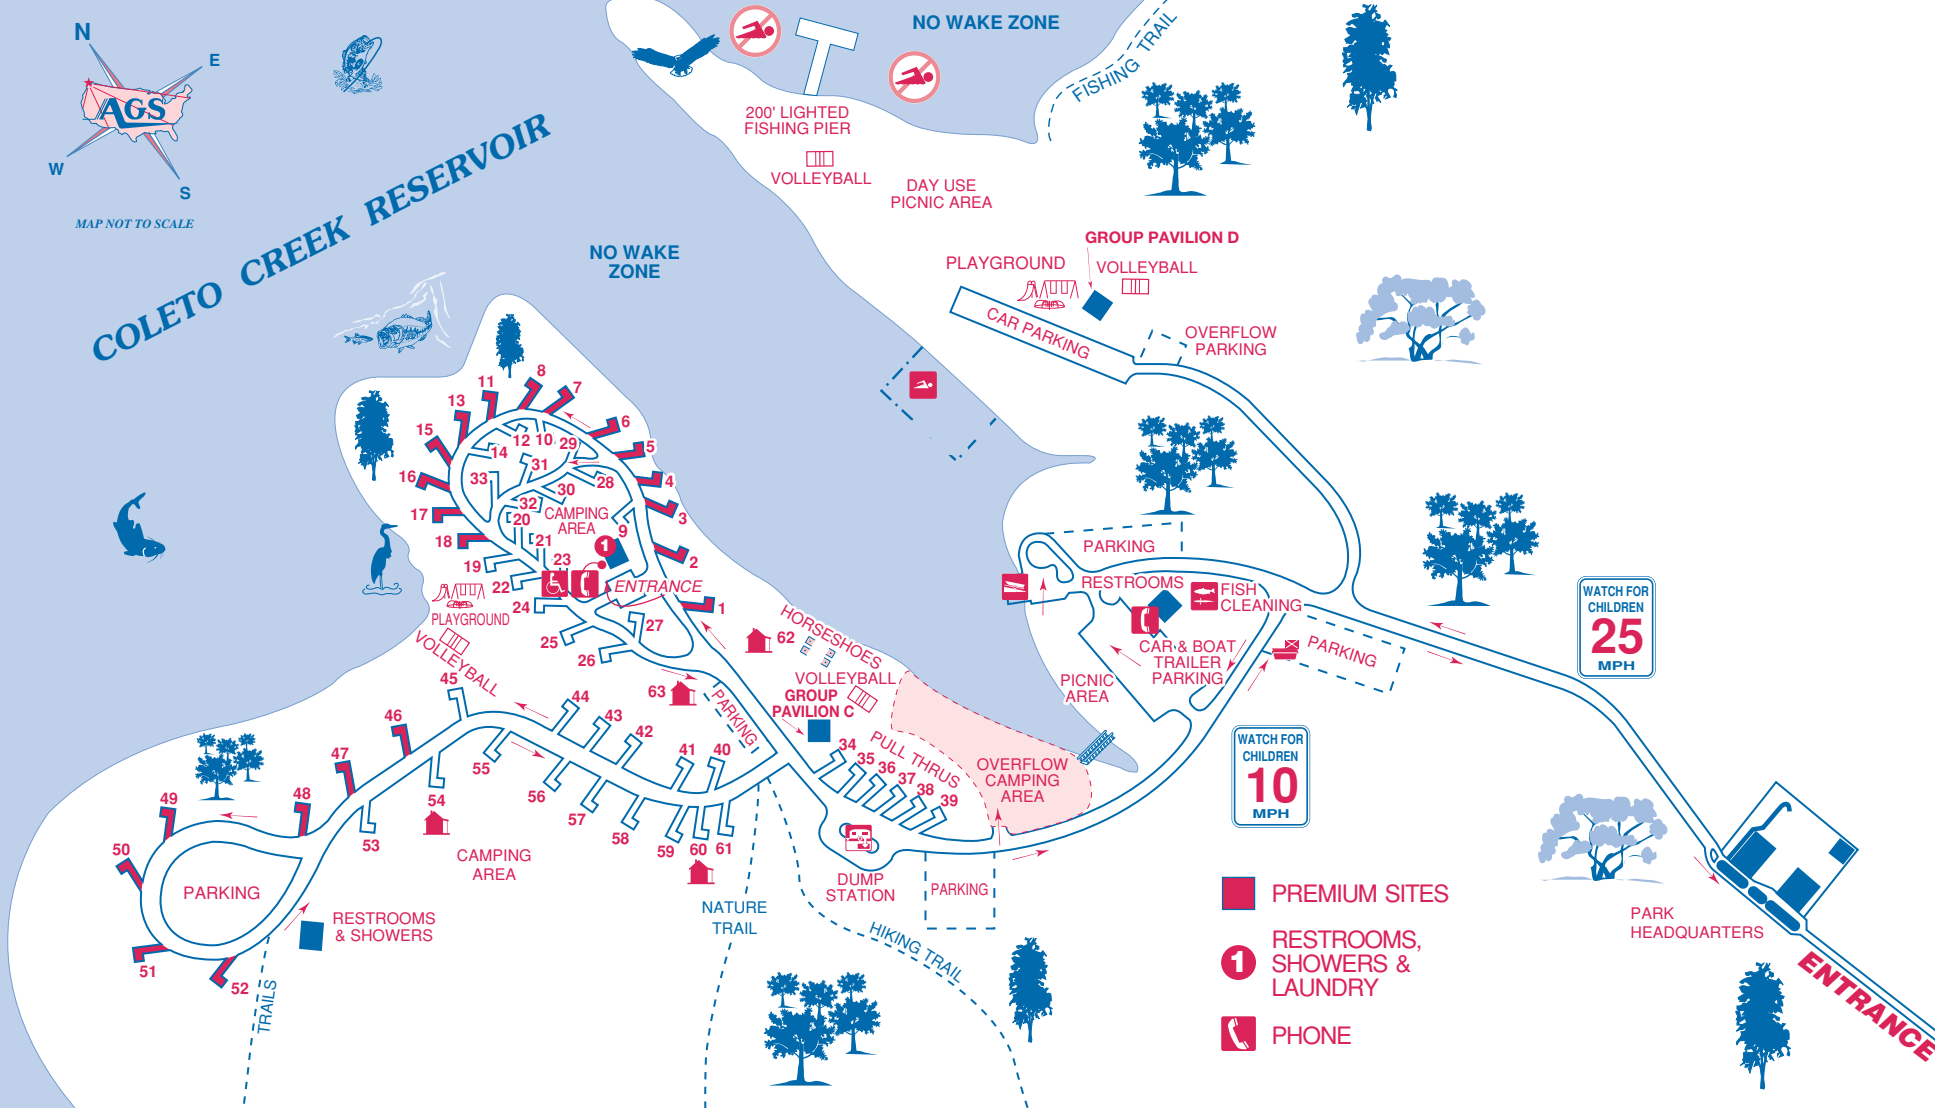 N
E
W
S
AGS
MAP NOT TO SCALE
COLETO CREEK RESERVOIR
NO WAKE ZONE
FISHING TRAIL
200' LIGHTED
FISHING PIER
VOLLEYBALL
DAY USE
PICNIC AREA
NO WAKE
ZONE
GROUP PAVILION D
PLAYGROUND
VOLLEYBALL
CAR PARKING
OVERFLOW
PARKING
8
7
11
13
6
15
12
10
29
5
14
31
16
33
28
4
30
32
3
17
20
CAMPING
AREA
9
18
21
1
2
19
23
22
ENTRANCE
24
1
PLAYGROUND
27
25
26
VOLLEYBALL
62
HORSESHOES
VOLLEYBALL
GROUP
PAVILION C
63
PARKING
45
44
46
43
42
41
40
47
55
34
35
36
37
38
39
PULL THRUS
56
54
48
49
57
53
58
50
59
60
61
CAMPING
AREA
PARKING
RESTROOMS
& SHOWERS
51
52
TRAILS
NATURE
TRAIL
HIKING TRAIL
DUMP
STATION
PARKING
OVERFLOW
CAMPING
AREA
PARKING
RESTROOMS
FISH
CLEANING
CAR & BOAT
TRAILER
PARKING
PICNIC
AREA
PARKING
WATCH FOR
CHILDREN
25
MPH
WATCH FOR
CHILDREN
10
MPH
PARK
HEADQUARTERS
ENTRANCE
PREMIUM SITES
1
RESTROOMS,
SHOWERS &
LAUNDRY
PHONE